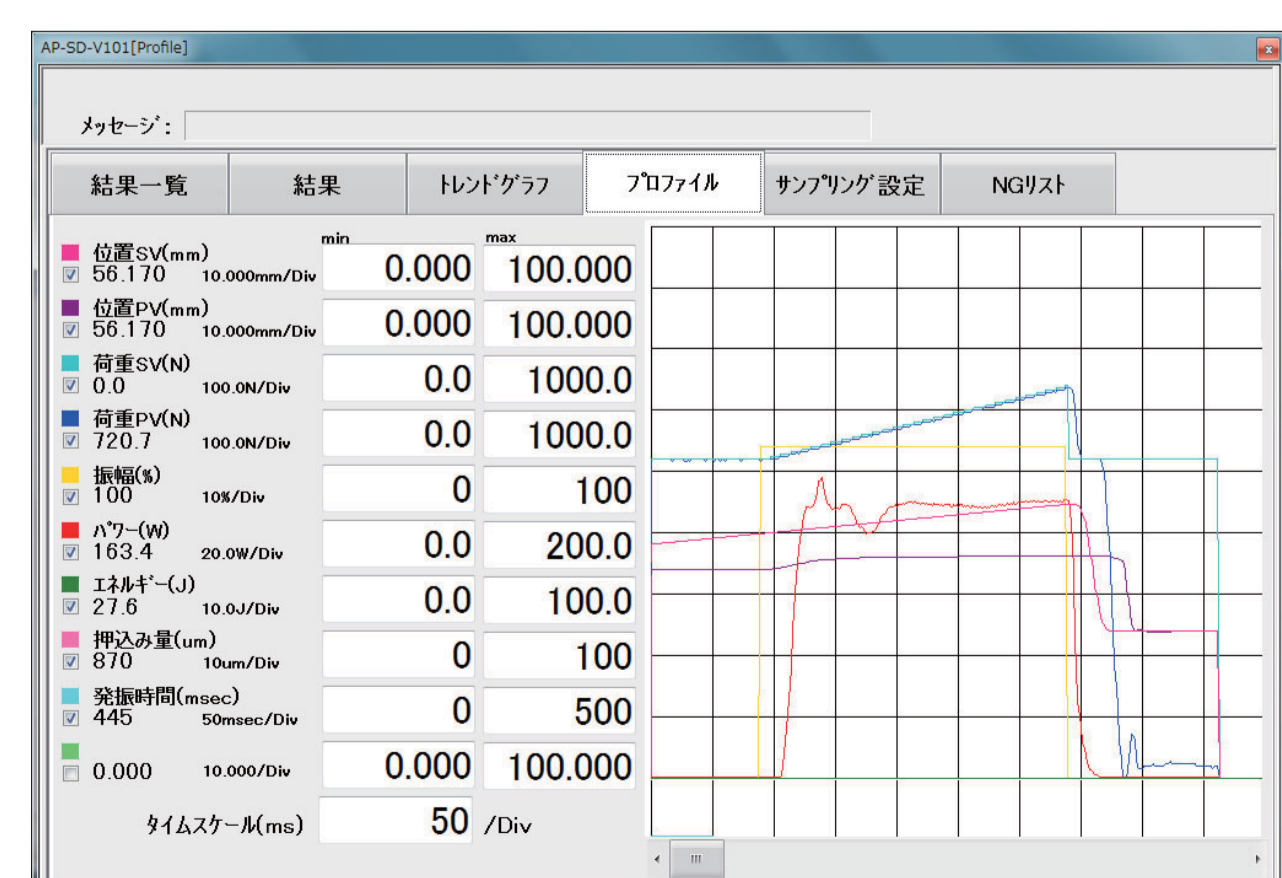 AP-SD-V101[Profile]
メッセージ:
結果一覧 結果 トレンドグラフ プロファイル サンプリング設定 NGリスト
min max
位置SV(mm)
56.170 10.000mm/Div 0.000 100.000
位置PV(mm)
56.170 10.000mm/Div 0.000 100.000
荷重SV(N)
0.0 100.0N/Div 0.0 1000.0
荷重PV(N)
720.7 100.0N/Div 0.0 1000.0
振幅(%)
100 10%/Div 0 100
パワー(W)
163.4 20.0W/Div 0.0 200.0
エネルギー(J)
27.6 10.0J/Div 0.0 100.0
押込み量(um)
870 10um/Div 0 100
発振時間(msec)
445 50msec/Div 0 500
0.000 10.000/Div 0.000 100.000
タイムスケール(ms) 50 /Div